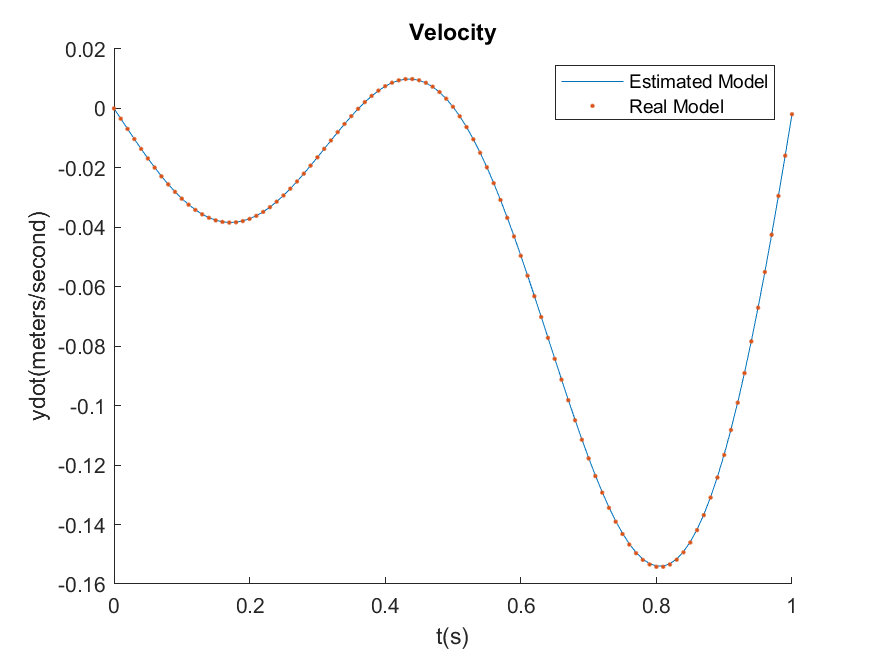 Velocity
Estimated Model
Real Model
0.02
0
-0.02
-0.04
-0.06
-0.08
-0.1
-0.12
-0.14
-0.16
ydot(meters/second)
0 0.2 0.4 0.6 0.8 1
t(s)